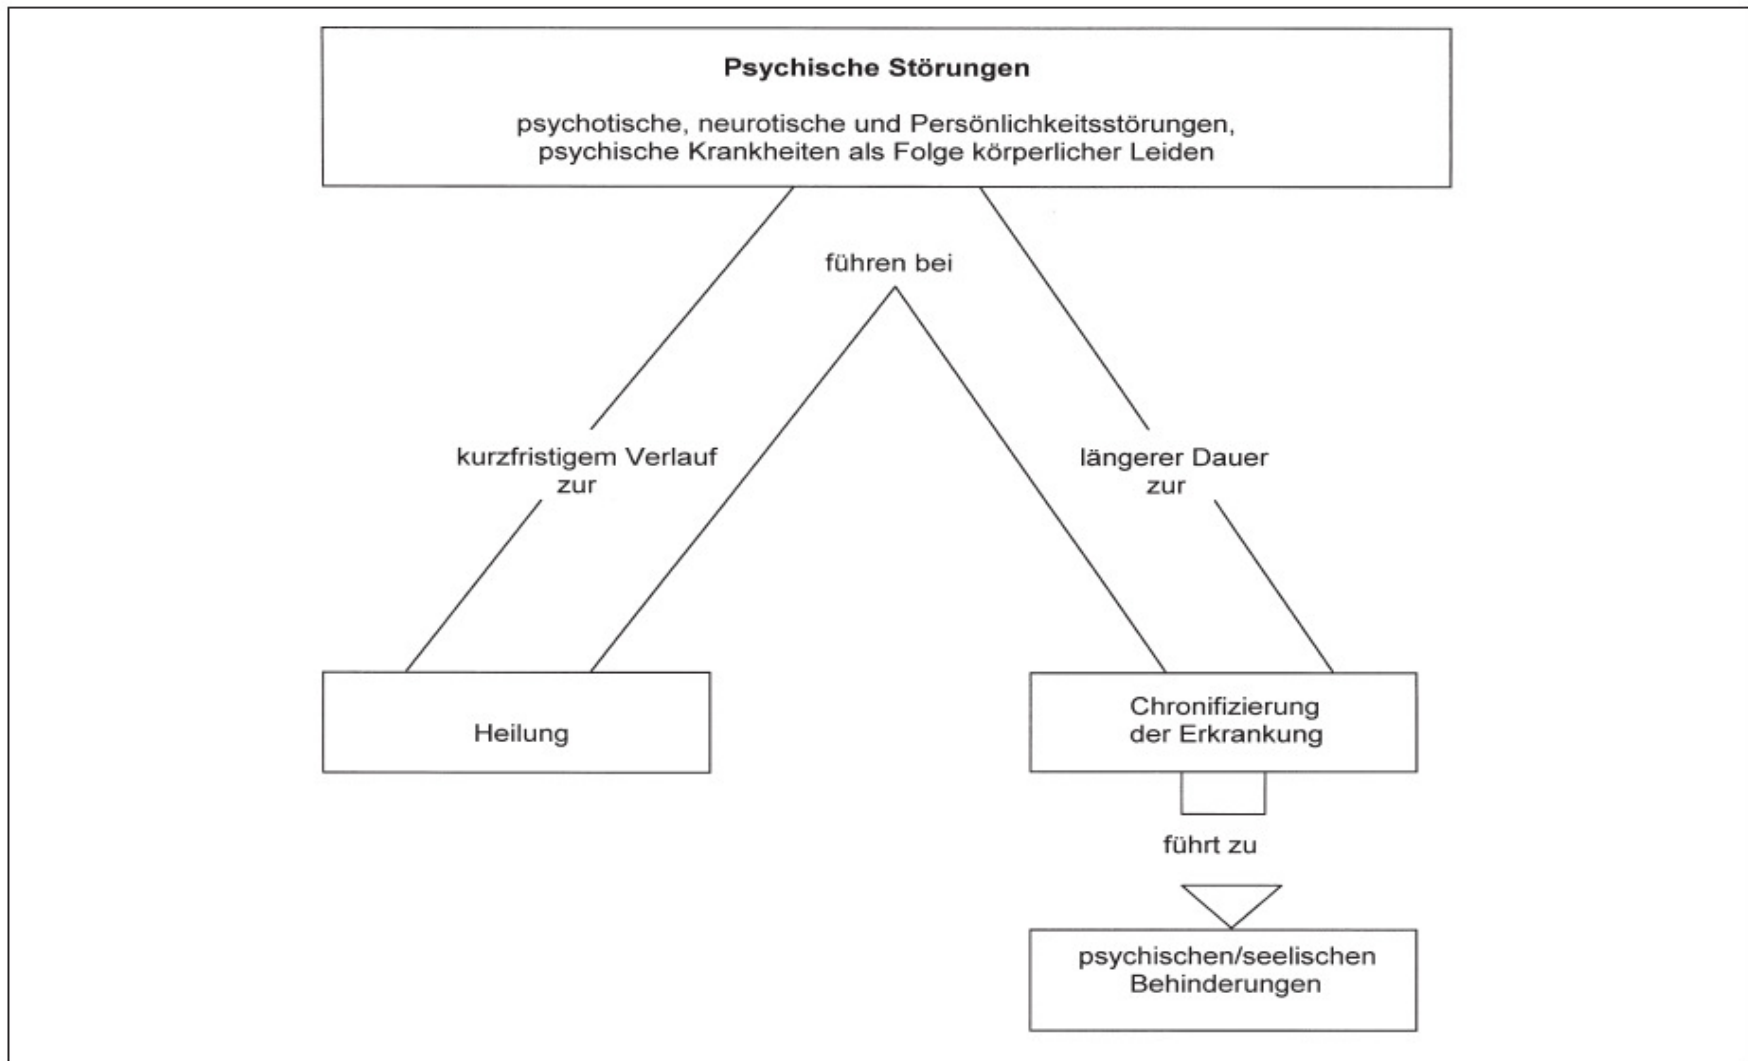 Psychische Störungen
psychotische, neurotische und Persönlichkeitsstörungen,
psychische Krankheiten als Folge körperlicher Leiden
führen bei
kurzfristigem Verlauf
zur
längerer Dauer
zur
Heilung
Chronifizierung
der Erkrankung
führt zu
psychischen/seelischen
Behinderungen